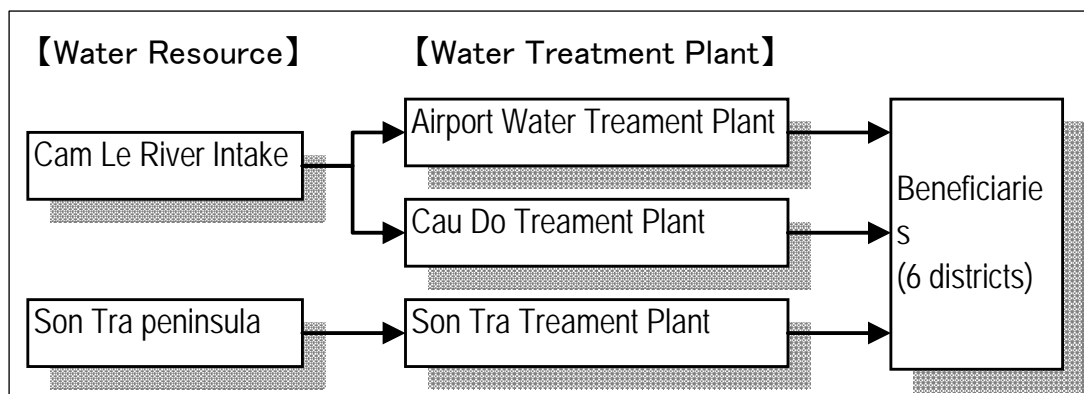 【Water Resource】
【Water Treatment Plant】
Cam Le River Intake
Airport Water Treament Plant
Cau Do Treament Plant
Son Tra peninsula
Son Tra Treament Plant
Beneficiarie
s
(6 districts)